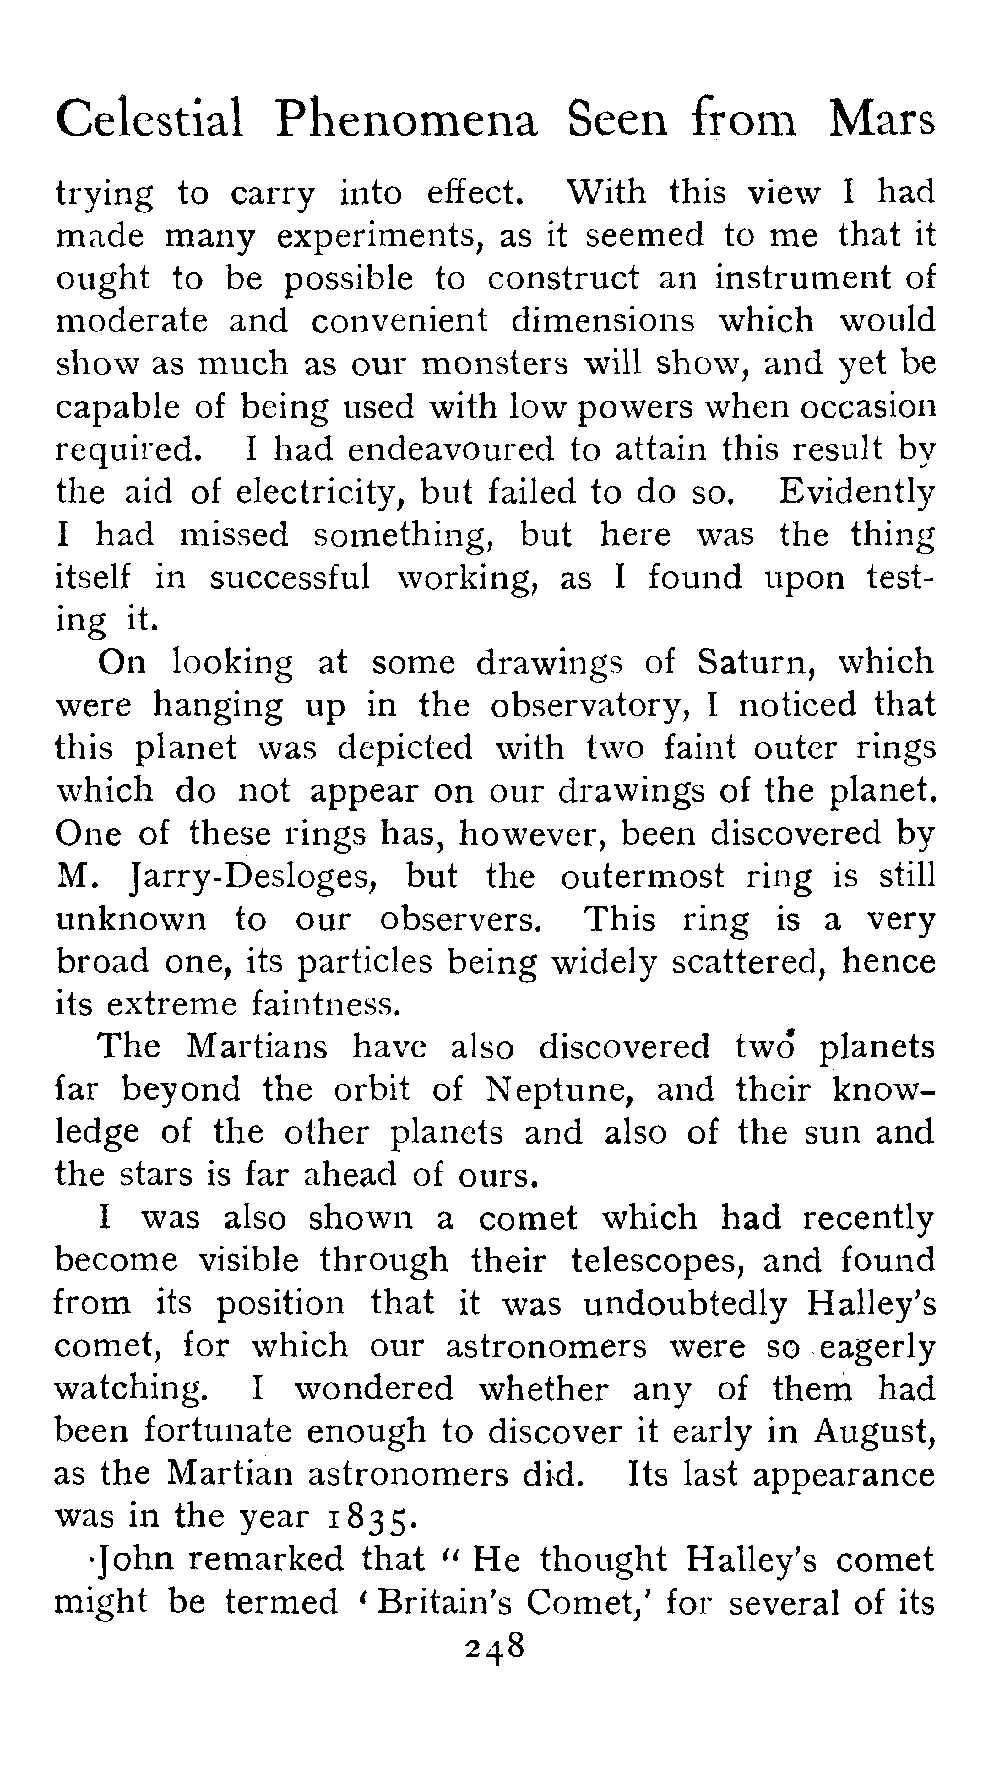 Celestial Phenomena Seen from Mars
trying to carry into effect. With this view I had
made many experiments, as it seemed to me that it
ought to be possible to construct an instrument of
moderate and convenient dimensions which would
show as much as our monsters will show, and yet be
capable of being used with low powers when occasion
required. I had endeavoured to attain this result by
the aid of electricity, but failed to do so. Evidently
I had missed something, but here was the thing
itself in successful working, as I found upon test-
ing it.
On looking at some drawings of Saturn, which
were hanging up in the observatory, I noticed that
this planet was depicted with two faint outer rings
which do not appear on our drawings of the planet.
One of these rings has, however, been discovered by
M. Jarry-Desloges, but the outermost ring is still
unknown to our observers. This ring is a very
broad one, its particles being widely scattered, hence
its extreme faintness.
The Martians have also discovered two planets
far beyond the orbit of Neptune, and their know-
ledge of the other planets and also of the sun and
the stars is far ahead of ours.
I was also shown a comet which had recently
become visible through their telescopes, and found
from its position that it was undoubtedly Halley's
comet, for which our astronomers were so eagerly
watching. I wondered whether any of them had
been fortunate enough to discover it early in August,
as the Martian astronomers did. Its last appearance
was in the year 1835.
John remarked that "He thought Halley's comet
might be termed 'Britain's Comet,' for several of its
248